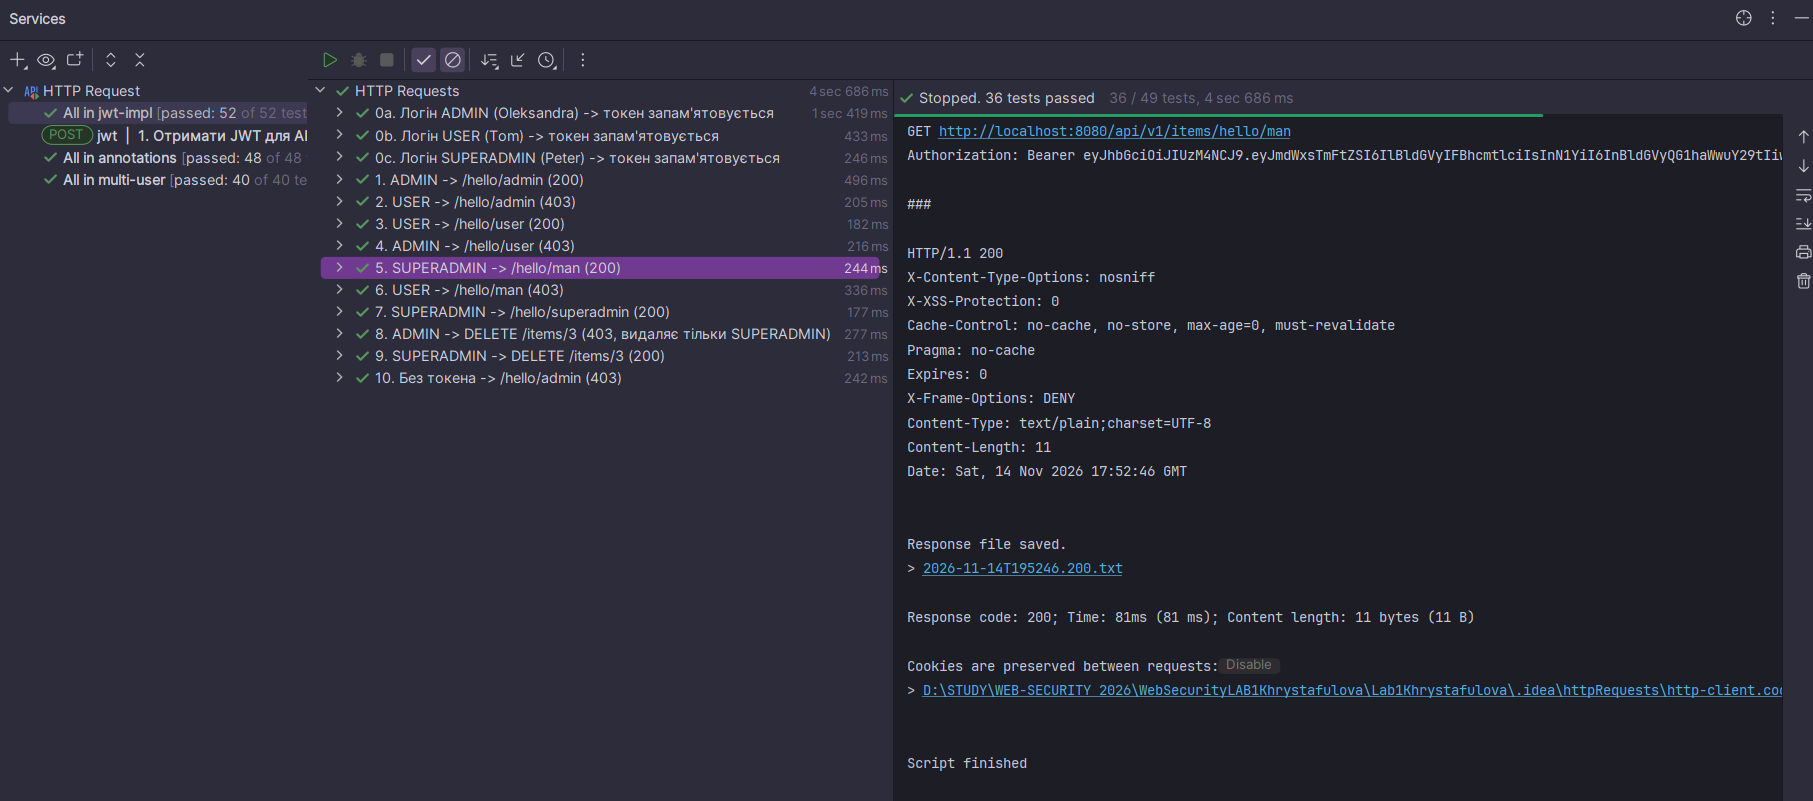 Services
HTTP Request
All in jwt-impl [passed: 52 of 52 test
POST jwt | 1. Отримати JWT для AI
All in annotations [passed: 48 of 48
All in multi-user [passed: 40 of 40 te
HTTP Requests 4 sec 686 ms
0a. Логін ADMIN (Oleksandra) -> токен запам'ятовується 1 sec 419 ms
0b. Логін USER (Tom) -> токен запам'ятовується 433 ms
0c. Логін SUPERADMIN (Peter) -> токен запам'ятовується 246 ms
1. ADMIN -> /hello/admin (200) 496 ms
2. USER -> /hello/admin (403) 205 ms
3. USER -> /hello/user (200) 182 ms
4. ADMIN -> /hello/user (403) 216 ms
5. SUPERADMIN -> /hello/man (200) 244 ms
6. USER -> /hello/man (403) 336 ms
7. SUPERADMIN -> /hello/superadmin (200) 177 ms
8. ADMIN -> DELETE /items/3 (403, видаляє тільки SUPERADMIN) 277 ms
9. SUPERADMIN -> DELETE /items/3 (200) 213 ms
10. Без токена -> /hello/admin (403) 242 ms
Stopped. 36 tests passed 36 / 49 tests, 4 sec 686 ms
GET http://localhost:8080/api/v1/items/hello/man
Authorization: Bearer eyJhbGciOiJIUzM4NCJ9.eyJmdWxsTmFtZSI6IlBldGVyIFBhcmtlciIsInN1YiI6InBldGVyQG1haWwuY29tIiw
###
HTTP/1.1 200
X-Content-Type-Options: nosniff
X-XSS-Protection: 0
Cache-Control: no-cache, no-store, max-age=0, must-revalidate
Pragma: no-cache
Expires: 0
X-Frame-Options: DENY
Content-Type: text/plain;charset=UTF-8
Content-Length: 11
Date: Sat, 14 Nov 2026 17:52:46 GMT
Response file saved.
> 2026-11-14T195246.200.txt
Response code: 200; Time: 81ms (81 ms); Content length: 11 bytes (11 B)
Cookies are preserved between requests: Disable
> D:\STUDY\WEB-SECURITY 2026\WebSecurityLAB1Khrystafulova\Lab1Khrystafulova\.idea\httpRequests\http-client.coo
Script finished